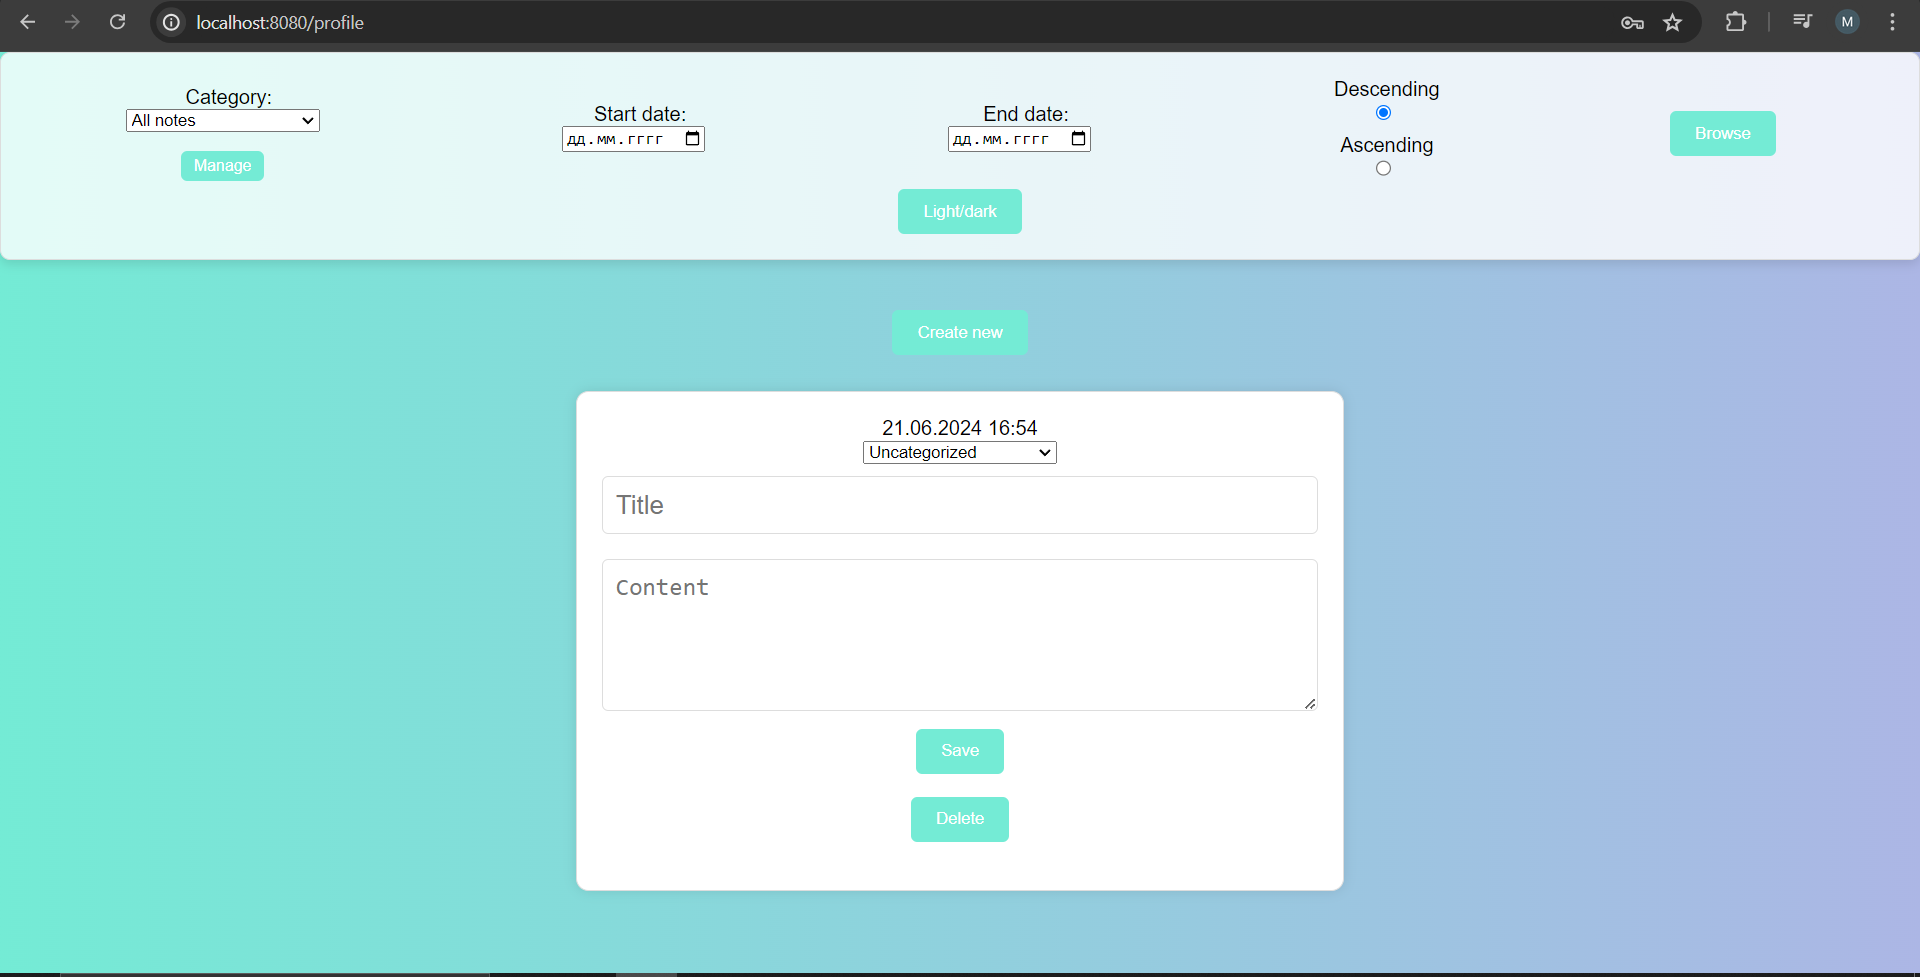 localhost:8080/profile
M
Category:
All notes
Manage
Start date:
дд.мм.гггг
End date:
дд.мм.гггг
Descending
Ascending
Browse
Light/dark
Create new
21.06.2024 16:54
Uncategorized
Title
Content
Save
Delete